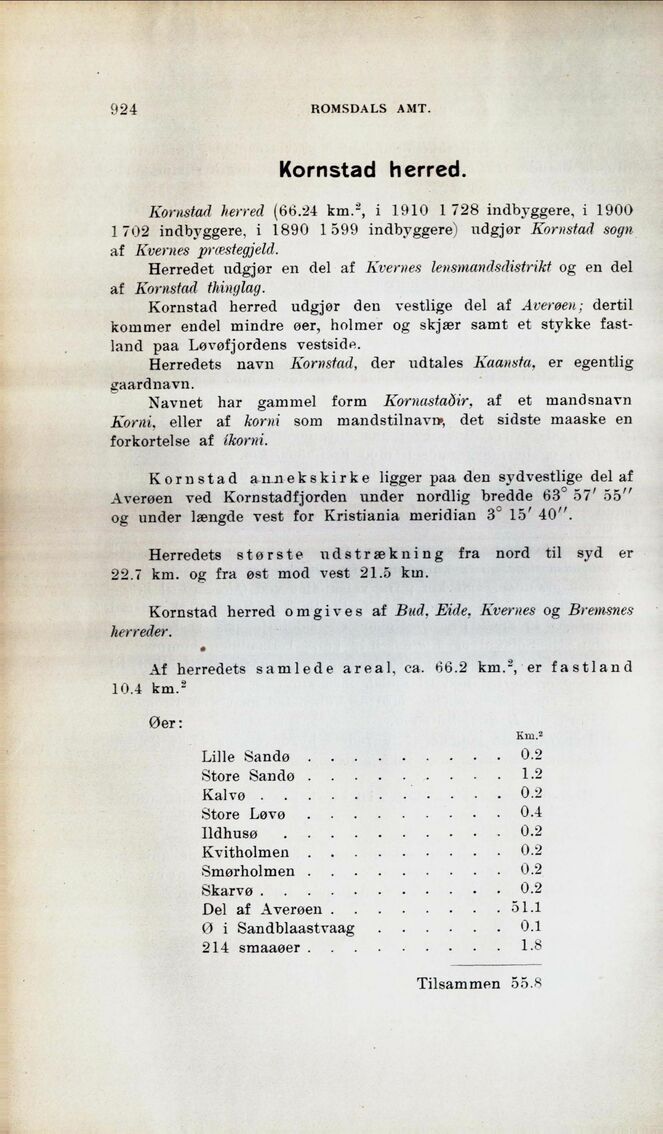 924
ROMSDALS AMT.
Kornstad herred.
Kornstad herred (66.24 km.², i 1910 1 728 indbyggere, i 1900
1 702 indbyggere, i 1890 1 599 indbyggere) udgjør Kornstad sogn
af Kvernes præstegjeld.
Herredet udgjør en del af Kvernes lensmandsdistrikt og en del
af Kornstad thinglag.
Kornstad herred udgjør den vestlige del af Averøen; dertil
kommer endel mindre øer, holmer og skjær samt et stykke fast-
land paa Løvøfjordens vestside.
Herredets navn Kornstad, der udtales Kaansta, er egentlig
gaardnavn.
Navnet har gammel form Kornastaðir, af et mandsnavn
Korni, eller af korni som mandstilnavn, det sidste maaske en
forkortelse af íkorni.
Kornstad annekskirke ligger paa den sydvestlige del af
Averøen ved Kornstadfjorden under nordlig bredde 63° 57′ 55″
og under længde vest for Kristiania meridian 3° 15′ 40″.
Herredets største udstrækning fra nord til syd er
22.7 km. og fra øst mod vest 21.5 km.
Kornstad herred omgives af Bud, Eide, Kvernes og Bremsnes
herreder.
Af herredets samlede areal, ca. 66.2 km.², er fastland
10.4 km.²
Øer:
Km.²
Lille Sandø . . . . . . . . . 0.2
Store Sandø . . . . . . . . . 1.2
Kalvø . . . . . . . . . . . 0.2
Store Løvø . . . . . . . . . 0.4
Ildhusø . . . . . . . . . . 0.2
Kvitholmen . . . . . . . . . 0.2
Smørholmen . . . . . . . . . 0.2
Skarvø . . . . . . . . . . . 0.2
Del af Averøen . . . . . . . . 51.1
Ø i Sandblaastvaag . . . . . . 0.1
214 smaaøer . . . . . . . . . 1.8
Tilsammen 55.8